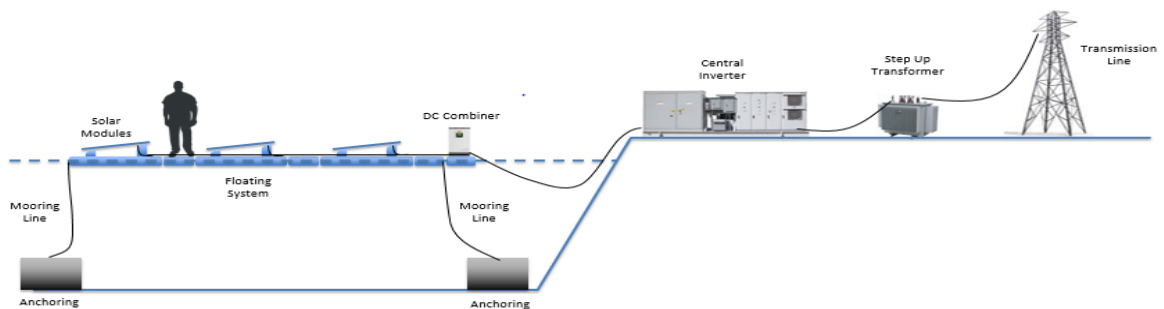 Solar
Modules
DC Combiner
Central
Inverter
Step Up
Transformer
Transmission
Line
Floating
System
Mooring
Line
Mooring
Line
Anchoring
Anchoring